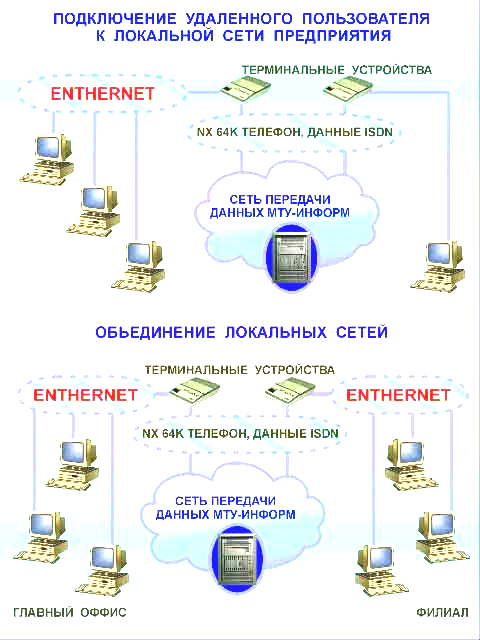 ПОДКЛЮЧЕНИЕ УДАЛЕННОГО ПОЛЬЗОВАТЕЛЯ
К ЛОКАЛЬНОЙ СЕТИ ПРЕДПРИЯТИЯ
ТЕРМИНАЛЬНЫЕ УСТРОЙСТВА
ENTHERNET
NX 64K ТЕЛЕФОН, ДАННЫЕ ISDN
СЕТЬ ПЕРЕДАЧИ
ДАННЫХ МТУ-ИНФОРМ
ОБЬЕДИНЕНИЕ ЛОКАЛЬНЫХ СЕТЕЙ
ТЕРМИНАЛЬНЫЕ УСТРОЙСТВА
ENTHERNET
ENTHERNET
NX 64K ТЕЛЕФОН, ДАННЫЕ ISDN
СЕТЬ ПЕРЕДАЧИ
ДАННЫХ МТУ-ИНФОРМ
ГЛАВНЫЙ ОФФИС
ФИЛИАЛ